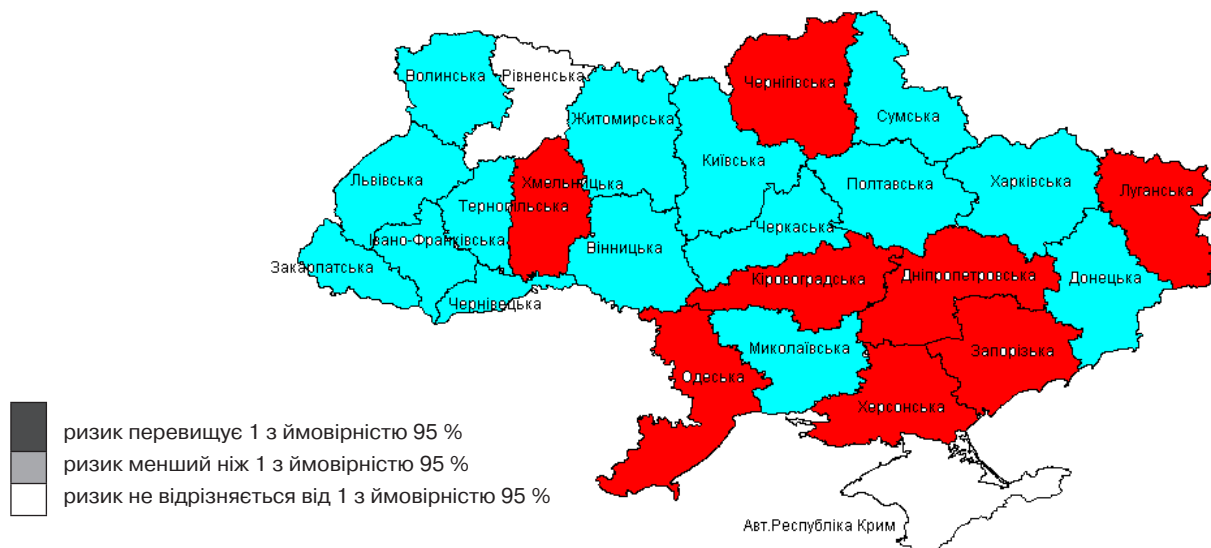 Волинська
Рівненська
Чернігівська
Житомирська
Сумська
Київська
Львівська
Хмельницька
Полтавська
Харківська
Луганська
Тернопільська
Черкаська
Івано-Франківська
Вінницька
Закарпатська
Чернівецька
Кіровоградська
Дніпропетровська
Донецька
Миколаївська
Запорізька
Одеська
Херсонська
ризик перевищує 1 з ймовірністю 95 %
ризик менший ніж 1 з ймовірністю 95 %
ризик не відрізняється від 1 з ймовірністю 95 %
Авт.Республіка Крим